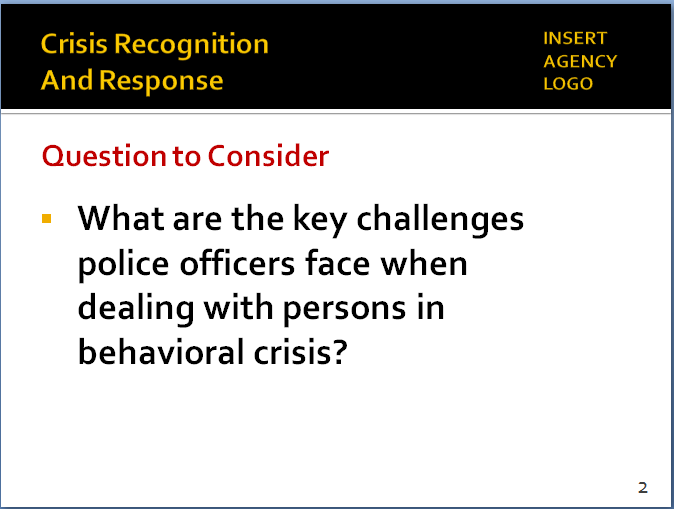 Crisis Recognition
And Response
INSERT
AGENCY
LOGO
Question to Consider
What are the key challenges
police officers face when
dealing with persons in
behavioral crisis?
2